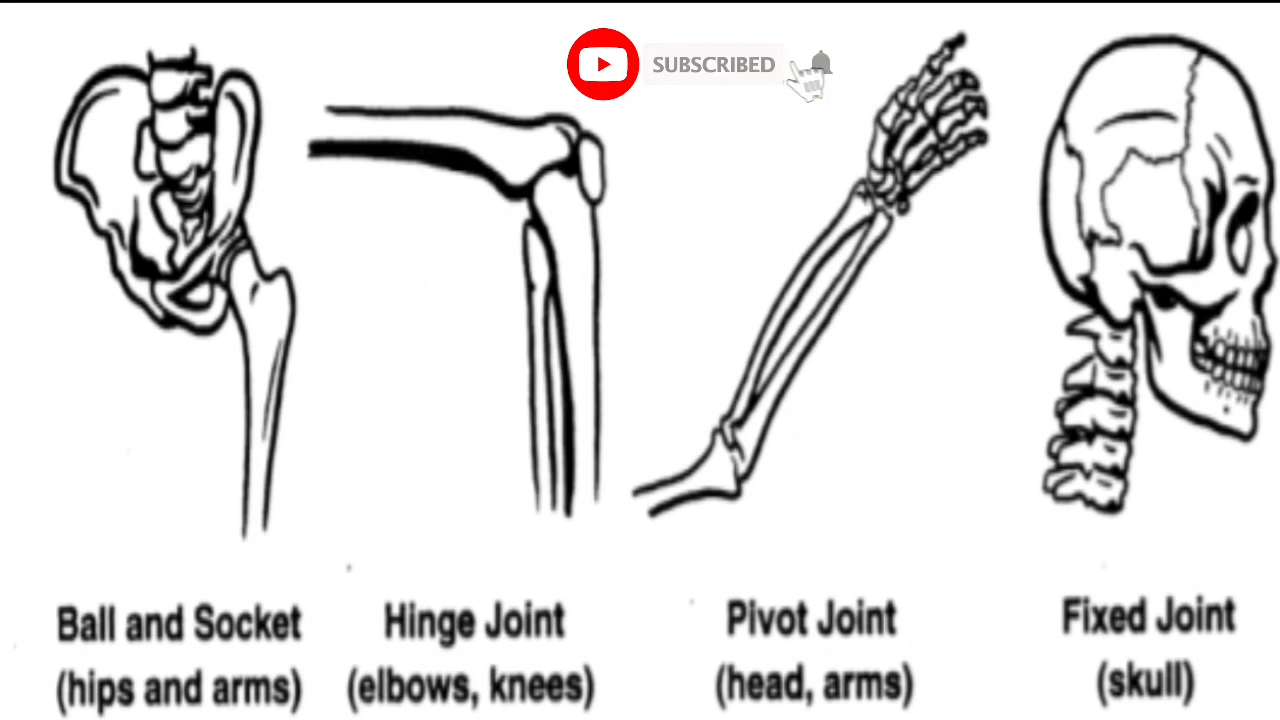 SUBSCRIBED
Ball and Socket
(hips and arms)
Hinge Joint
(elbows, knees)
Pivot Joint
(head, arms)
Fixed Joint
(skull)